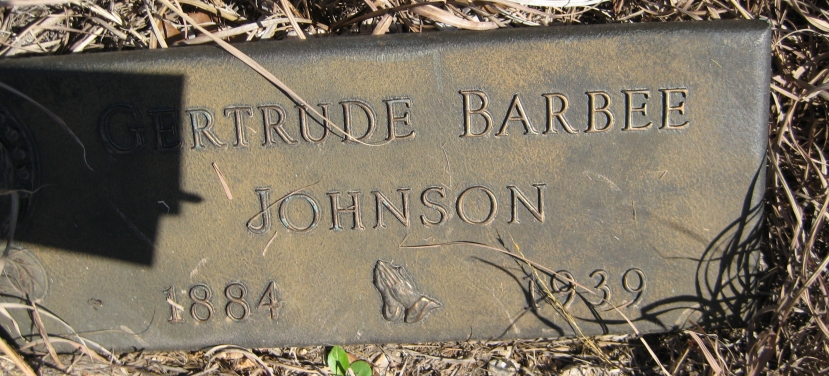 GERTRUDE BARBEE
JOHNSON
1884 1939